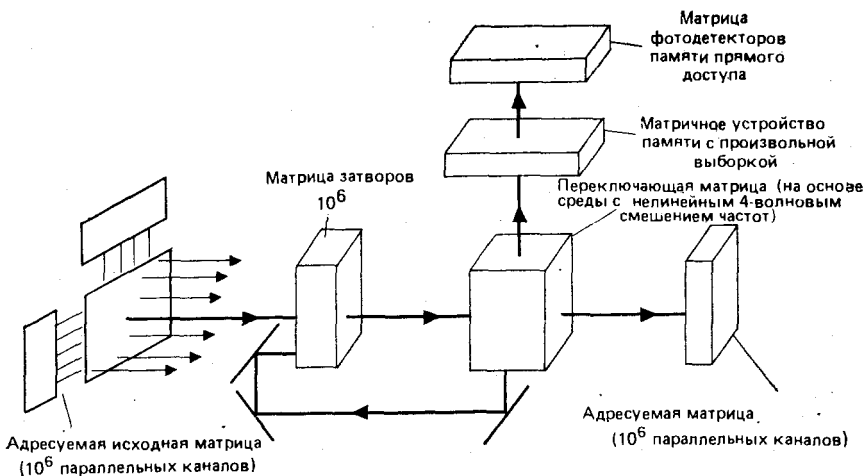 Матрица
фотодетекторов
памяти прямого
доступа
Матричное устройство
памяти с произвольной
выборкой
Матрица затворов
10⁶
Переключающая матрица (на основе
среды с нелинейным 4-волновым
смешением частот)
Адресуемая исходная матрица
(10⁶ параллельных каналов)
Адресуемая матрица
(10⁶ параллельных каналов)